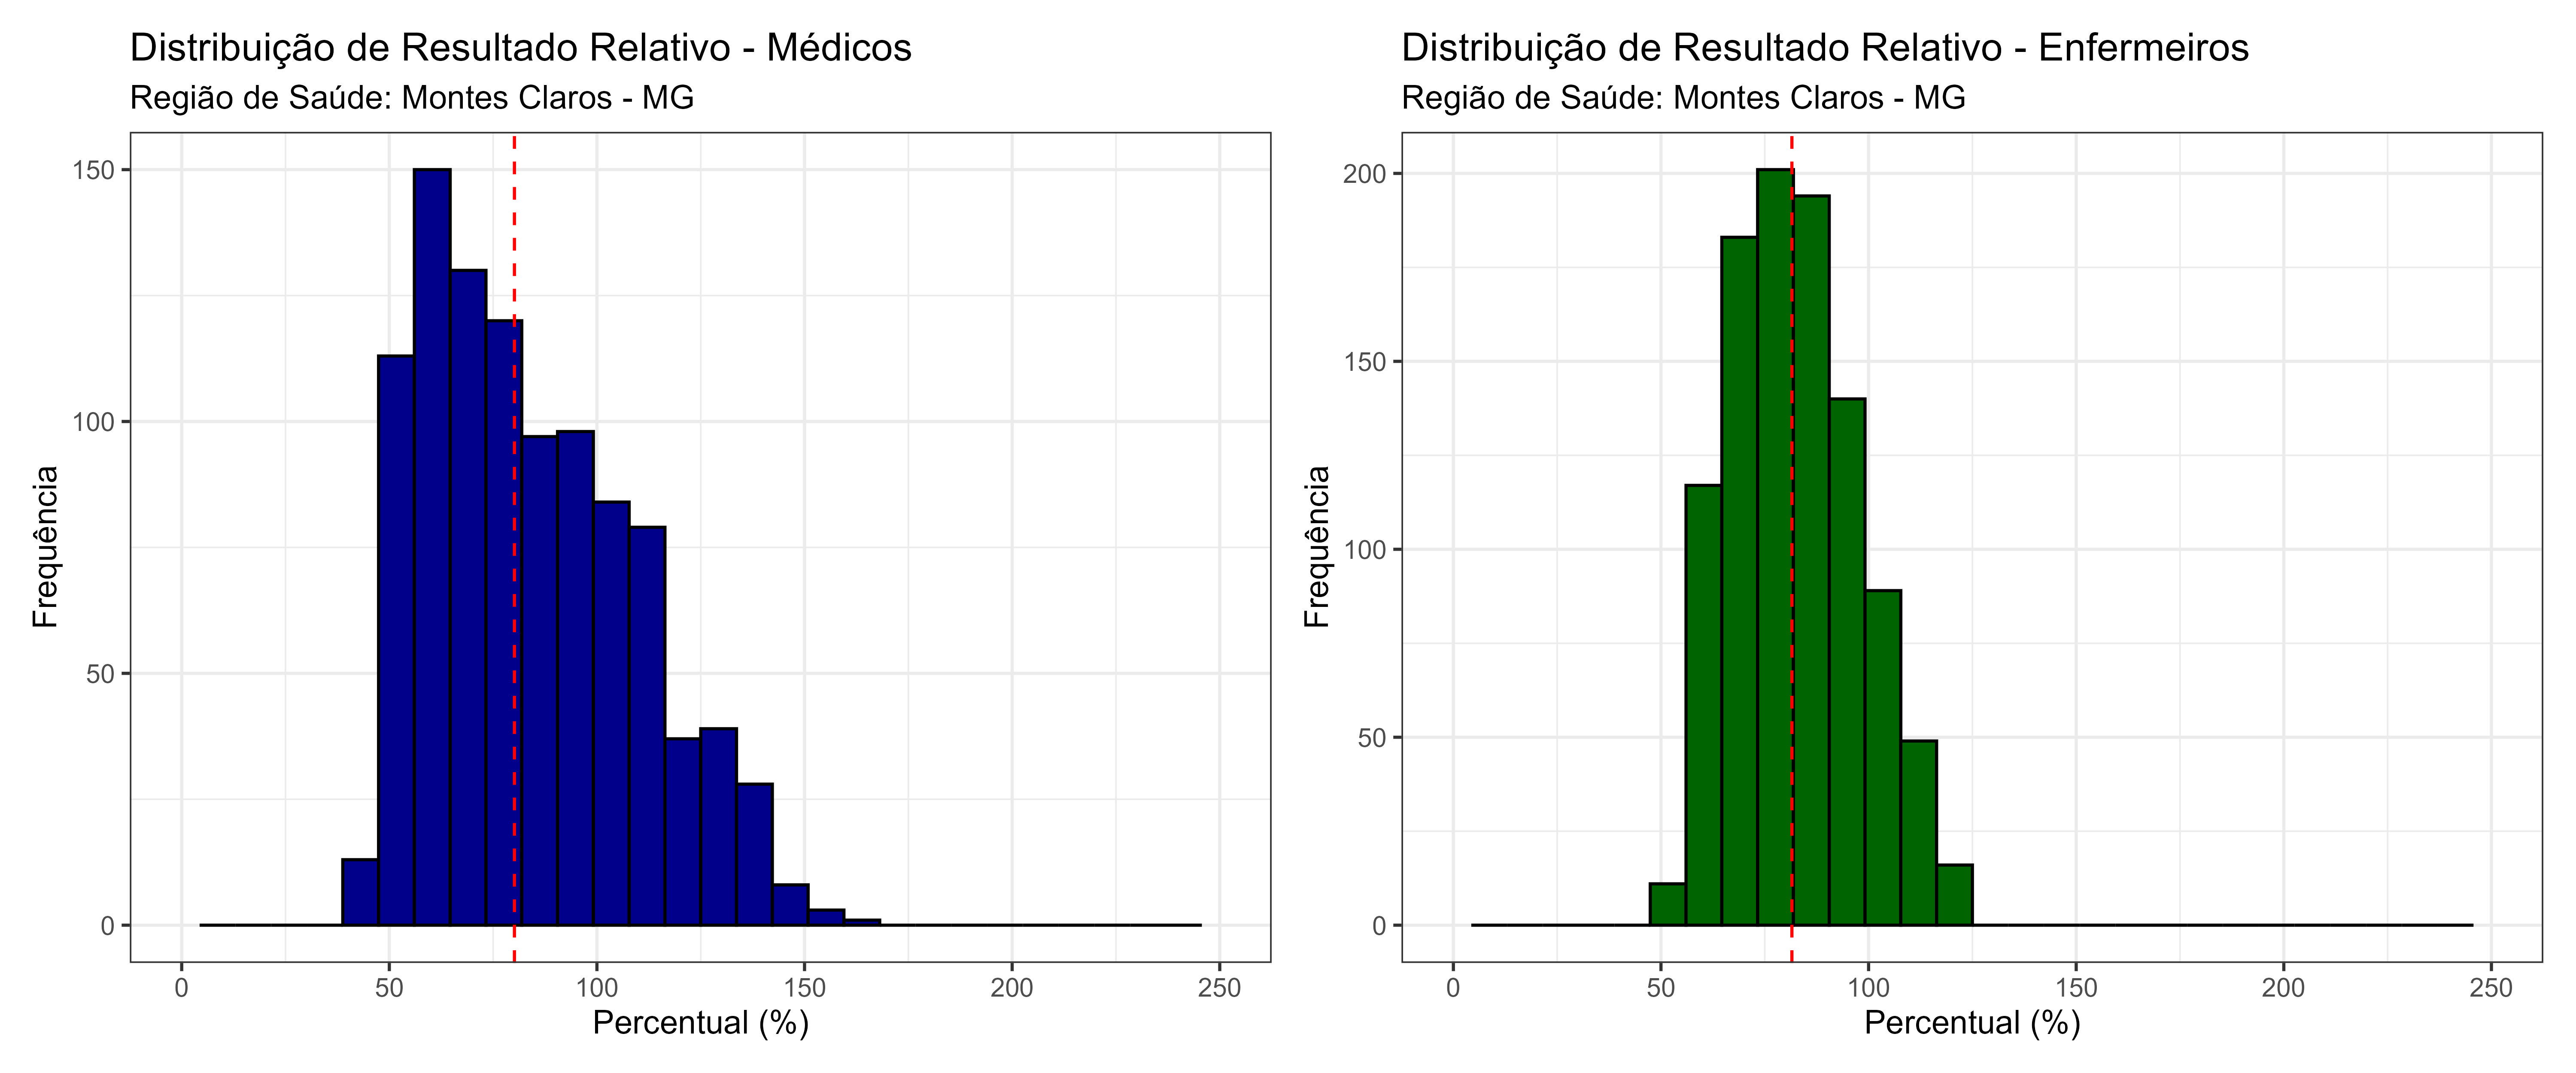 Distribuição de Resultado Relativo - Médicos
Região de Saúde: Montes Claros - MG
Frequência
150
100
50
0
0 50 100 150 200 250
Percentual (%)
Distribuição de Resultado Relativo - Enfermeiros
Região de Saúde: Montes Claros - MG
Frequência
200
150
100
50
0
0 50 100 150 200 250
Percentual (%)